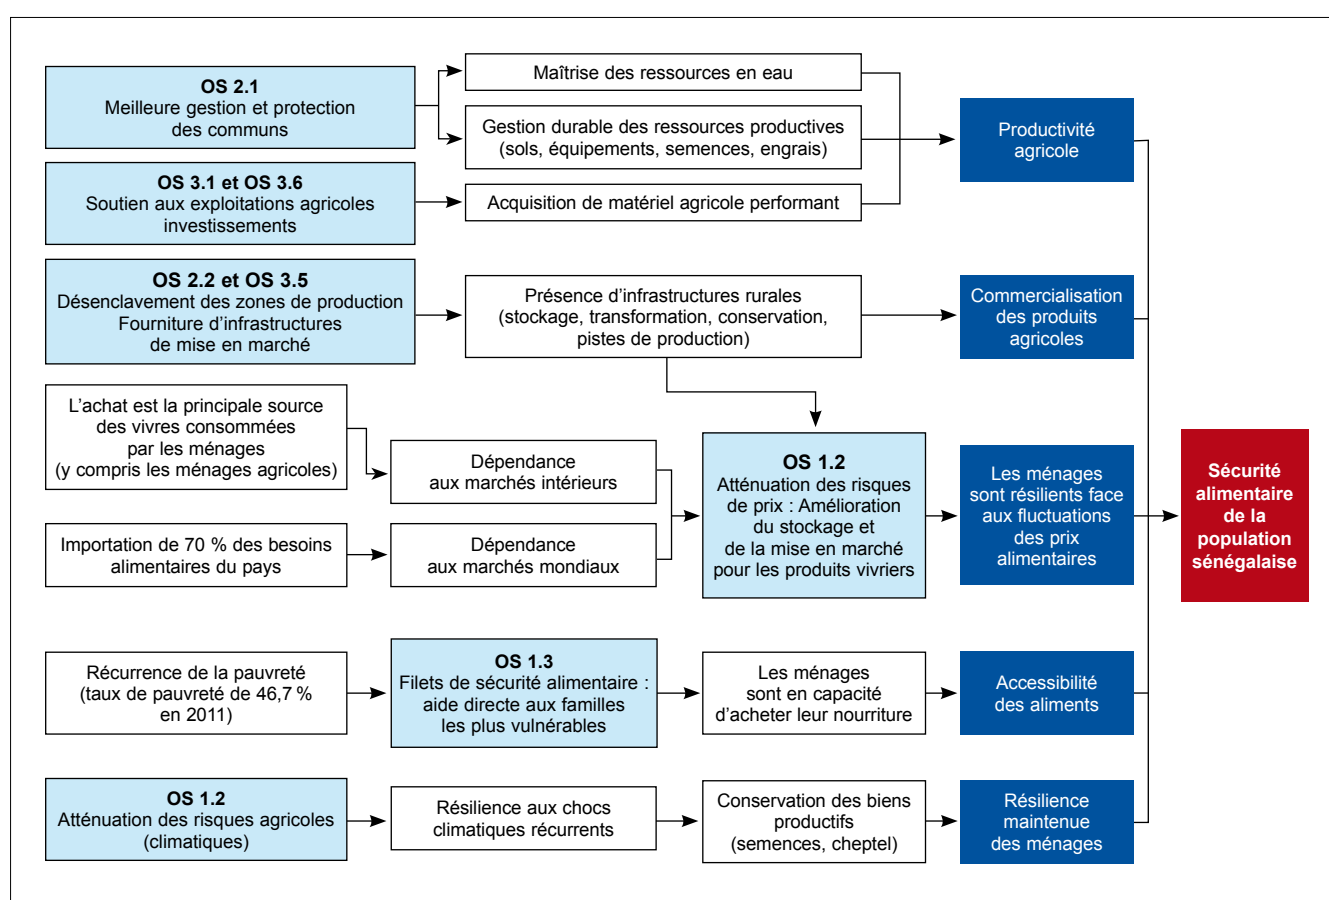 OS 2.1
Meilleure gestion et protection
des communs
Maîtrise des ressources en eau
Gestion durable des ressources productives
(sols, équipements, semences, engrais)
Productivité
agricole
OS 3.1 et OS 3.6
Soutien aux exploitations agricoles
investissements
Acquisition de matériel agricole performant
OS 2.2 et OS 3.5
Désenclavement des zones de production
Fourniture d’infrastructures
de mise en marché
Présence d’infrastructures rurales
(stockage, transformation, conservation,
pistes de production)
Commercialisation
des produits
agricoles
L’achat est la principale source
des vivres consommées
par les ménages
(y compris les ménages agricoles)
Dépendance
aux marchés intérieurs
Importation de 70 % des besoins
alimentaires du pays
Dépendance
aux marchés mondiaux
OS 1.2
Atténuation des risques
de prix : Amélioration
du stockage et
de la mise en marché
pour les produits vivriers
Les ménages
sont résilients face
aux fluctuations
des prix
alimentaires
Sécurité
alimentaire
de la
population
sénégalaise
Récurrence de la pauvreté
(taux de pauvreté de 46,7 %
en 2011)
OS 1.3
Filets de sécurité alimentaire :
aide directe aux familles
les plus vulnérables
Les ménages
sont en capacité
d’acheter leur nourriture
Accessibilité
des aliments
OS 1.2
Atténuation des risques agricoles
(climatiques)
Résilience aux chocs
climatiques récurrents
Conservation des biens
productifs
(semences, cheptel)
Résilience
maintenue
des ménages